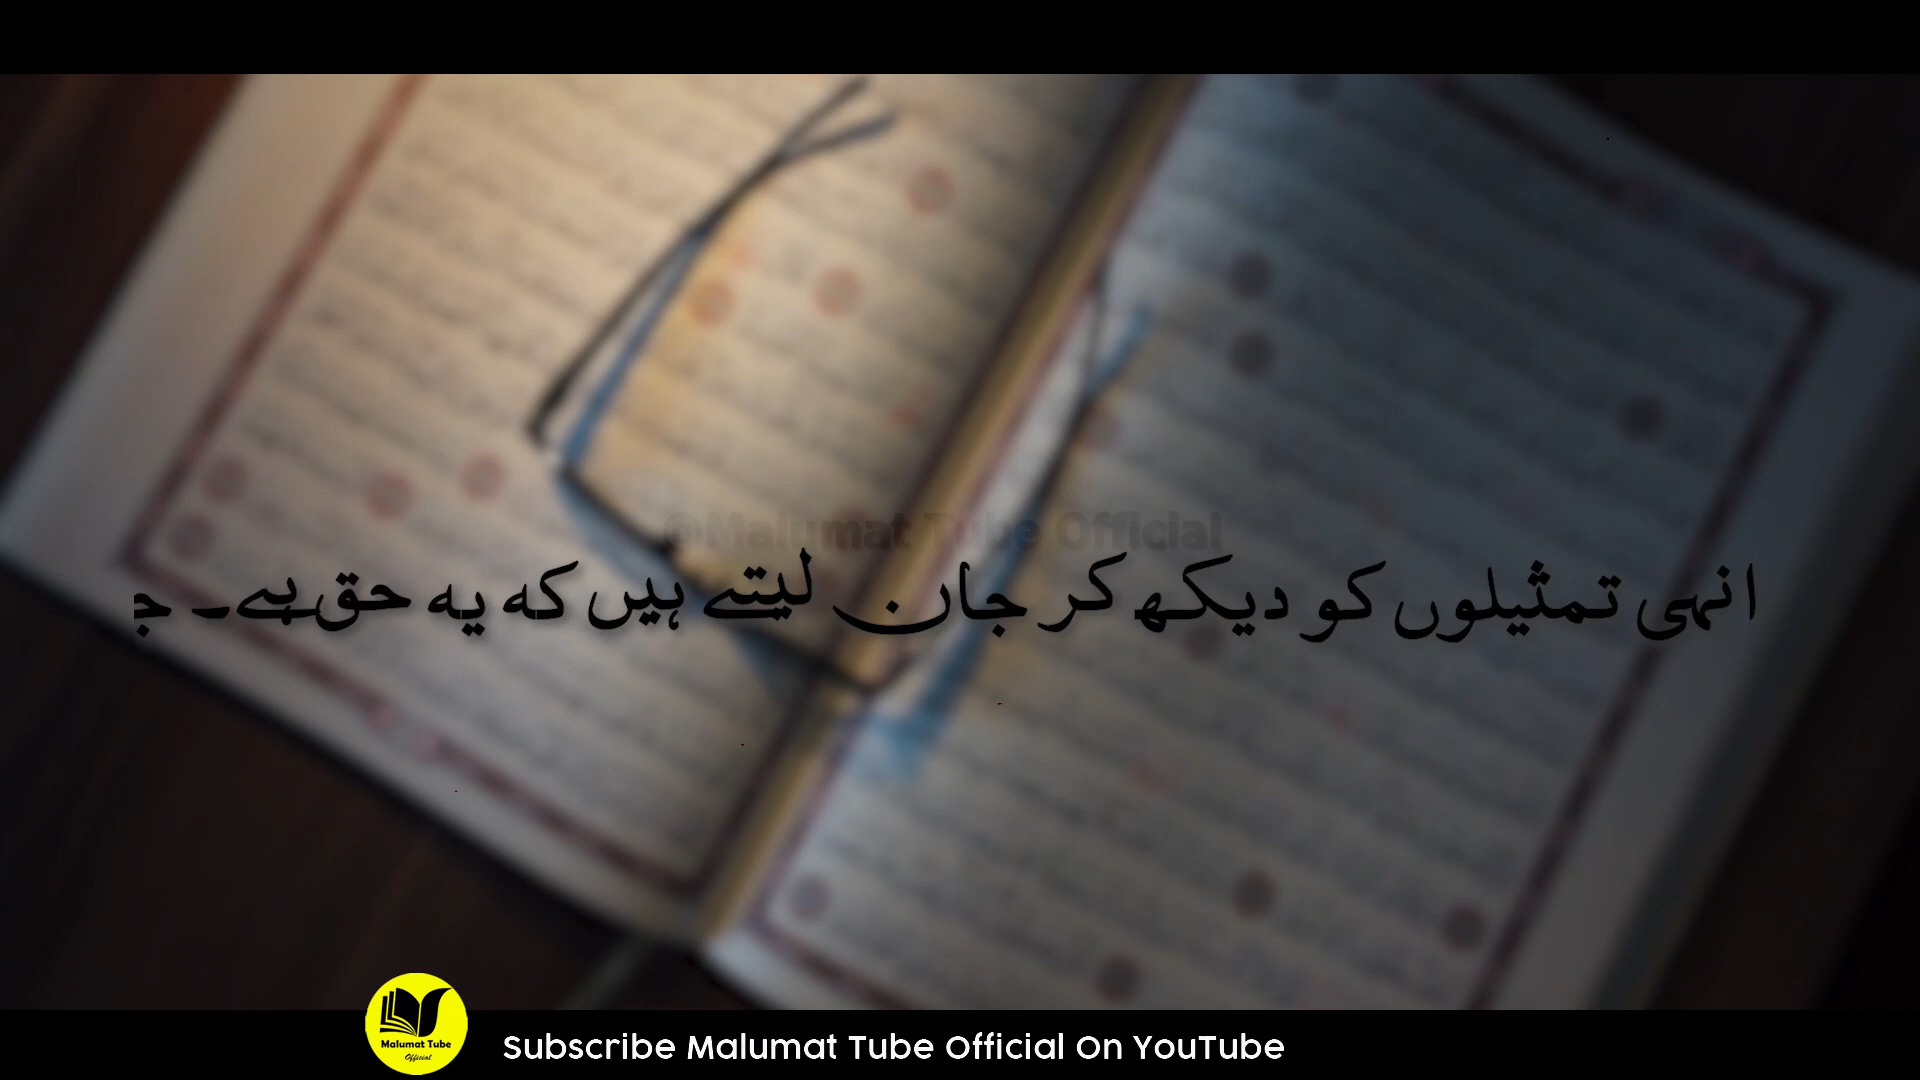 @Malumat Tube Official
انہی تمثیلوں کو دیکھ کر جان لیتے ہیں کہ یہ حق ہے۔ ج
Malumat Tube
Official
Subscribe Malumat Tube Official On YouTube